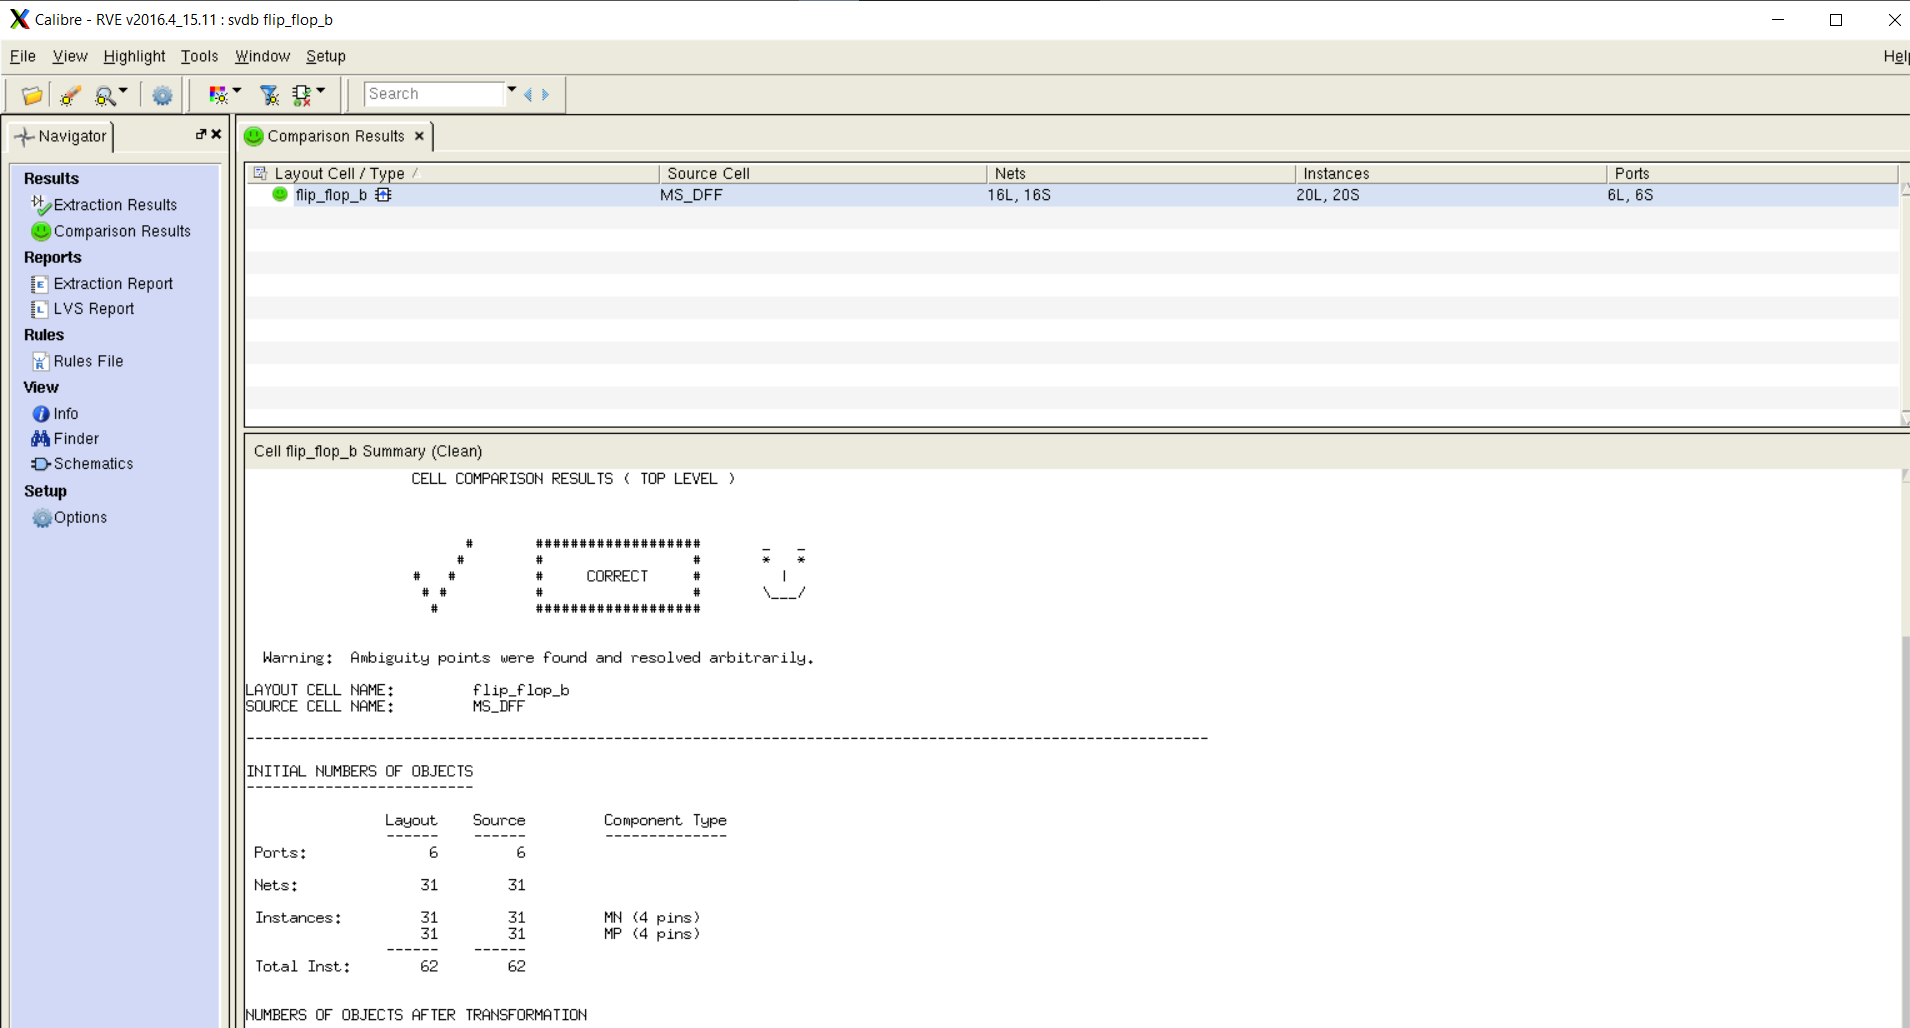 Calibre - RVE v2016.4_15.11 : svdb flip_flop_b
File View Highlight Tools Window Setup Help
Search
Navigator
Results
Extraction Results
Comparison Results
Reports
Extraction Report
LVS Report
Rules
Rules File
View
Info
Finder
Schematics
Setup
Options
Comparison Results
Layout Cell / Type Source Cell Nets Instances Ports
flip_flop_b MS_DFF 16L, 16S 20L, 20S 6L, 6S
Cell flip_flop_b Summary (Clean)
CELL COMPARISON RESULTS ( TOP LEVEL )
        #       ###################      _   _
       #        #                 #      *   *
  #   #         #     CORRECT     #        |
   # #          #                 #      \___/
    #           ###################
Warning:  Ambiguity points were found and resolved arbitrarily.
LAYOUT CELL NAME:         flip_flop_b
SOURCE CELL NAME:         MS_DFF
--------------------------------------------------------------------------------------------------------------
INITIAL NUMBERS OF OBJECTS
--------------------------
Layout    Source         Component Type
------    ------         --------------
Ports:              6         6
Nets:              31        31
Instances:         31        31         MN (4 pins)
                   31        31         MP (4 pins)
               ------    ------
Total Inst:        62        62
NUMBERS OF OBJECTS AFTER TRANSFORMATION